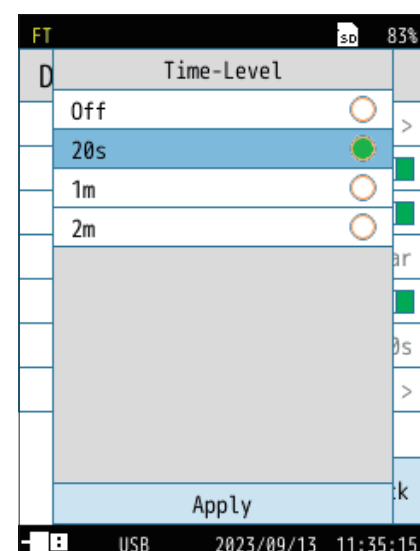 FT SD 83%
D
Time-Level
Off
>
20s
1m
2m
ar
0s
>
Apply
k
USB 2023/09/13 11:35:15